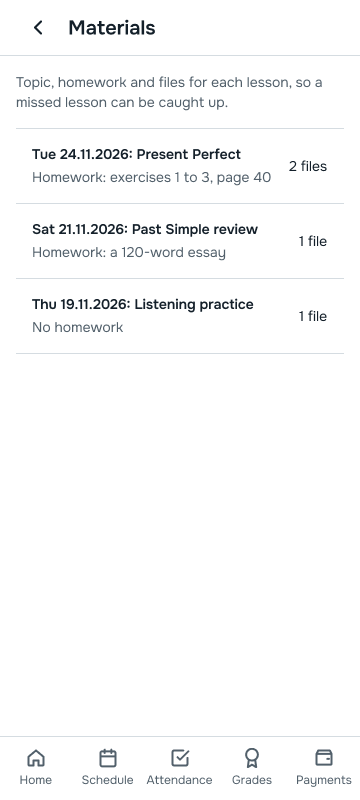 Materials
Topic, homework and files for each lesson, so a
missed lesson can be caught up.
Tue 24.11.2026: Present Perfect
Homework: exercises 1 to 3, page 40
2 files
Sat 21.11.2026: Past Simple review
Homework: a 120-word essay
1 file
Thu 19.11.2026: Listening practice
No homework
1 file
Home
Schedule
Attendance
Grades
Payments